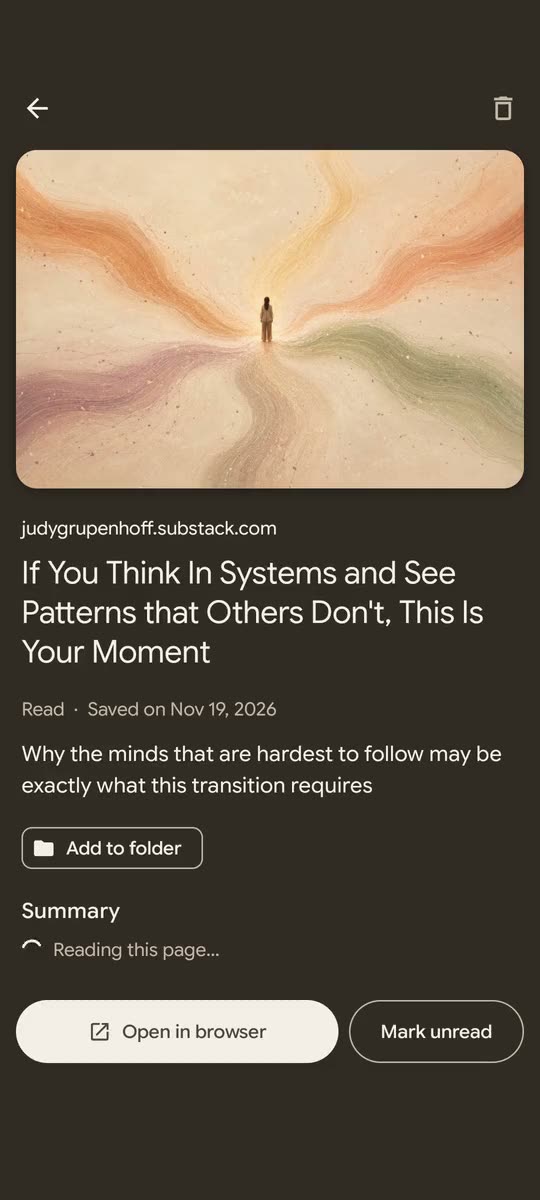 judygrupenhoff.substack.com
If You Think In Systems and See
Patterns that Others Don't, This Is
Your Moment
Read · Saved on Nov 19, 2026
Why the minds that are hardest to follow may be
exactly what this transition requires
Add to folder
Summary
Reading this page...
Open in browser
Mark unread